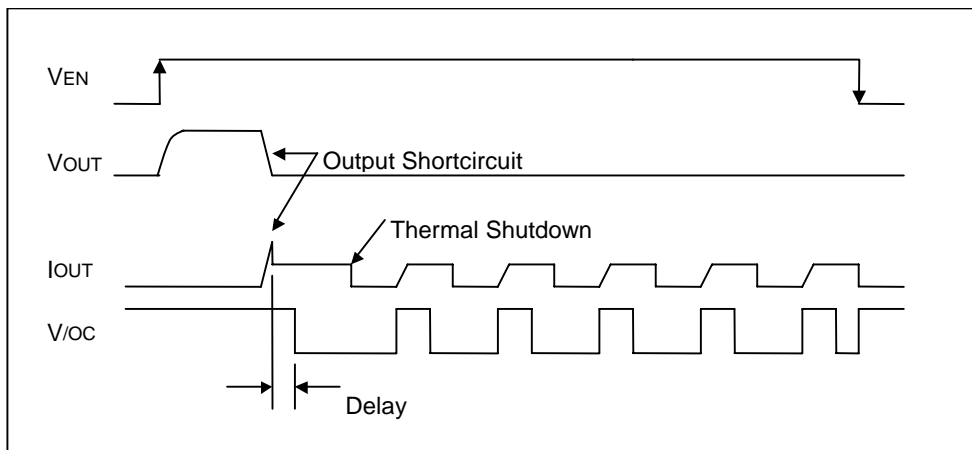 VEN
VOUT
Output Shortcircuit
Thermal Shutdown
IOUT
V/OC
Delay